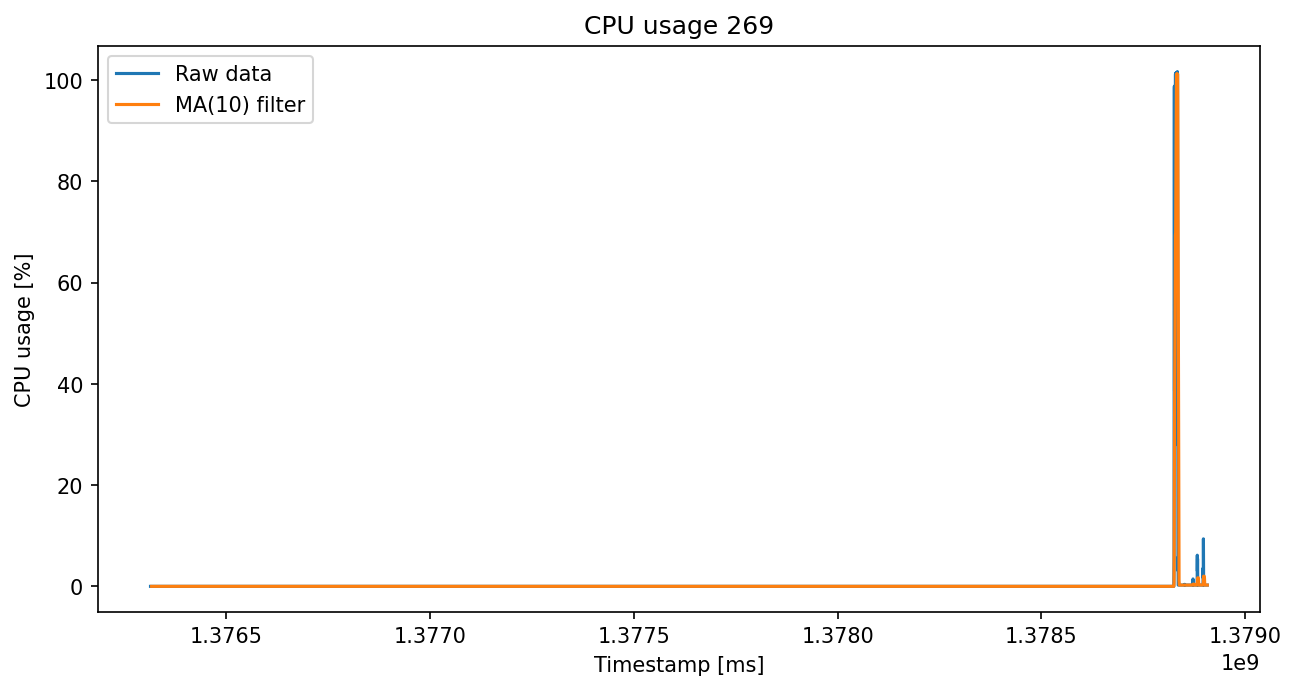 CPU usage 269
Raw data
MA(10) filter
100
80
60
40
20
0
CPU usage [%]
1.3765 1.3770 1.3775 1.3780 1.3785 1.3790
1e9
Timestamp [ms]